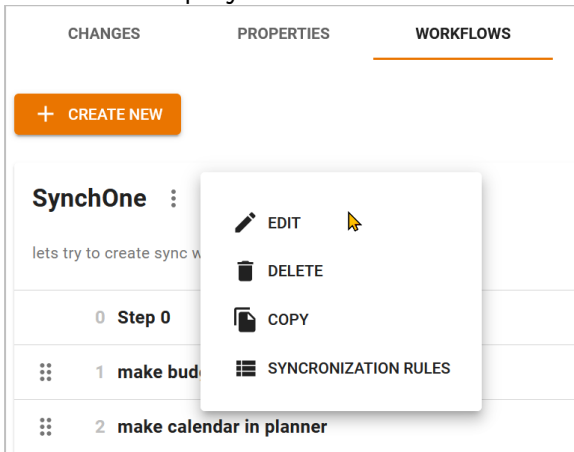 CHANGES PROPERTIES WORKFLOWS
+ CREATE NEW
SynchOne
EDIT
lets try to create sync
DELETE
0 Step 0
COPY
1 make
SYNCRONIZATION RULES
2 make calendar in planner